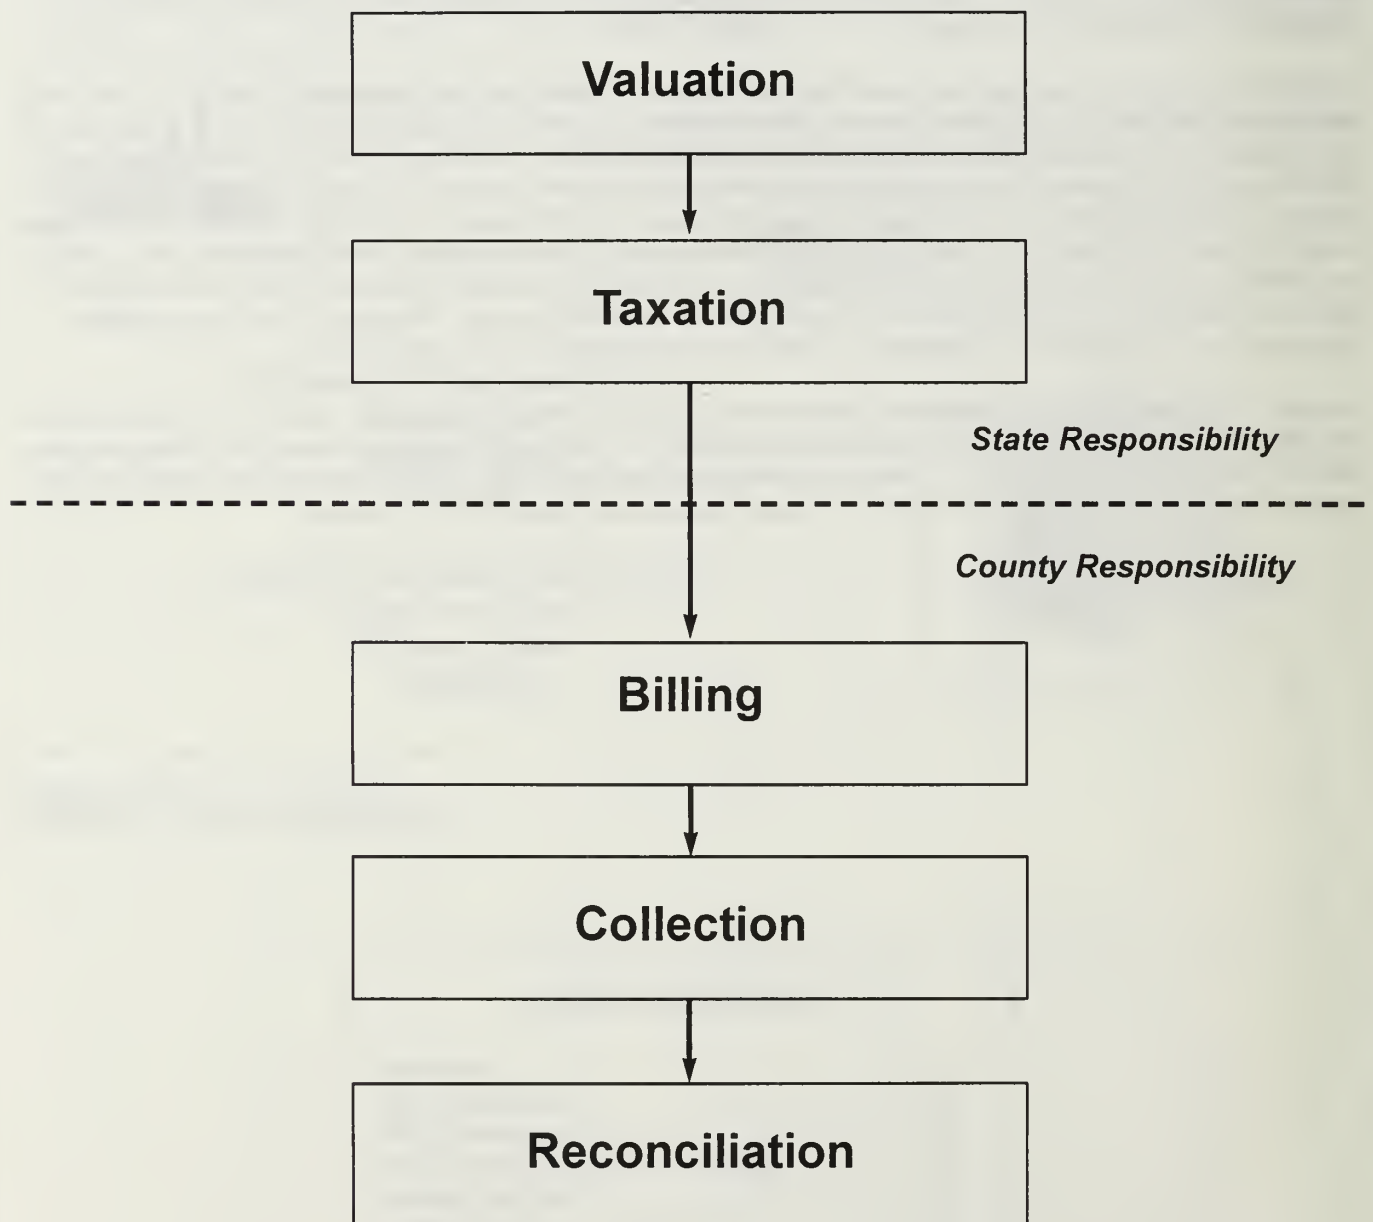 Valuation
Taxation
State Responsibility
County Responsibility
Billing
Collection
Reconciliation